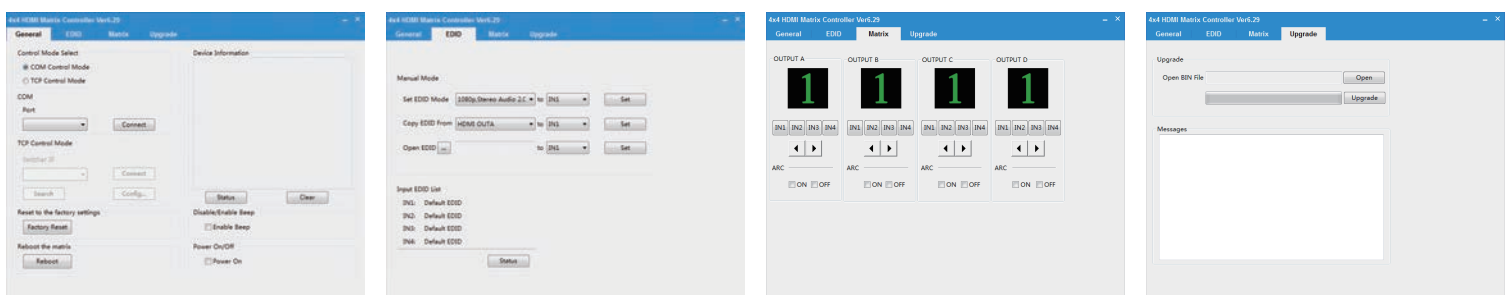 4x4 HDMI Matrix Controller Ver6.29
General EDID Matrix Upgrade
Control Mode Select
COM Control Mode
TCP Control Mode
COM
Port
Connect
TCP Control Mode
Switcher IP
Connect
Search Config...
Reset to the factory settings
Factory Reset
Reboot the matrix
Reboot
Device Information
Status Clear
Disable/Enable Beep
Enable Beep
Power On/Off
Power On
4x4 HDMI Matrix Controller Ver6.29
General EDID Matrix Upgrade
Manual Mode
Set EDID Mode 1080p,Stereo Audio 2.0 to IN1 Set
Copy EDID From HDMI OUTA to IN1 Set
Open EDID ... to IN1 Set
Input EDID List
IN1: Default EDID
IN2: Default EDID
IN3: Default EDID
IN4: Default EDID
Status
4x4 HDMI Matrix Controller Ver6.29
General EDID Matrix Upgrade
OUTPUT A OUTPUT B OUTPUT C OUTPUT D
1 1 1 1
IN1 IN2 IN3 IN4 IN1 IN2 IN3 IN4 IN1 IN2 IN3 IN4 IN1 IN2 IN3 IN4
ARC ARC ARC ARC
ON OFF ON OFF ON OFF ON OFF
4x4 HDMI Matrix Controller Ver6.29
General EDID Matrix Upgrade
Upgrade
Open BIN File Open
Upgrade
Messages